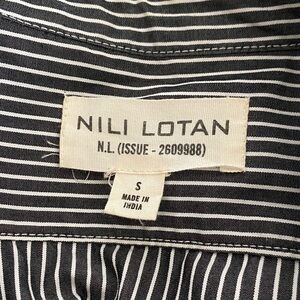 NILI LOTAN
N.L. (ISSUE - 2609988)
S
MADE IN
INDIA